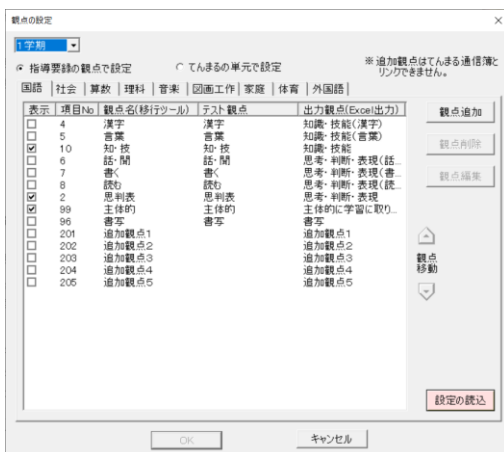 観点の設定
1学期
指導要録の観点で設定 てんまるの単元で設定 ※追加観点はてんまる通信簿と
リンクできません。
国語 社会 算数 理科 音楽 図画工作 家庭 体育 外国語
表示 項目No 観点名(移行ツール) テスト観点 出力観点(Excel出力)
4 漢字 漢字 知識・技能(漢字)
5 言葉 言葉 知識・技能(言葉)
10 知・技 知・技 知識・技能
6 話・聞 話・聞 思考・判断・表現(話...
7 書く 書く 思考・判断・表現(書...
8 読む 読む 思考・判断・表現(読...
2 思判表 思判表 思考・判断・表現
99 主体的 主体的 主体的に学習に取り...
96 書写 書写 書写
201 追加観点1 追加観点1
202 追加観点2 追加観点2
203 追加観点3 追加観点3
204 追加観点4 追加観点4
205 追加観点5 追加観点5
観点追加
観点削除
観点編集
観点
移動
設定の読込
OK キャンセル